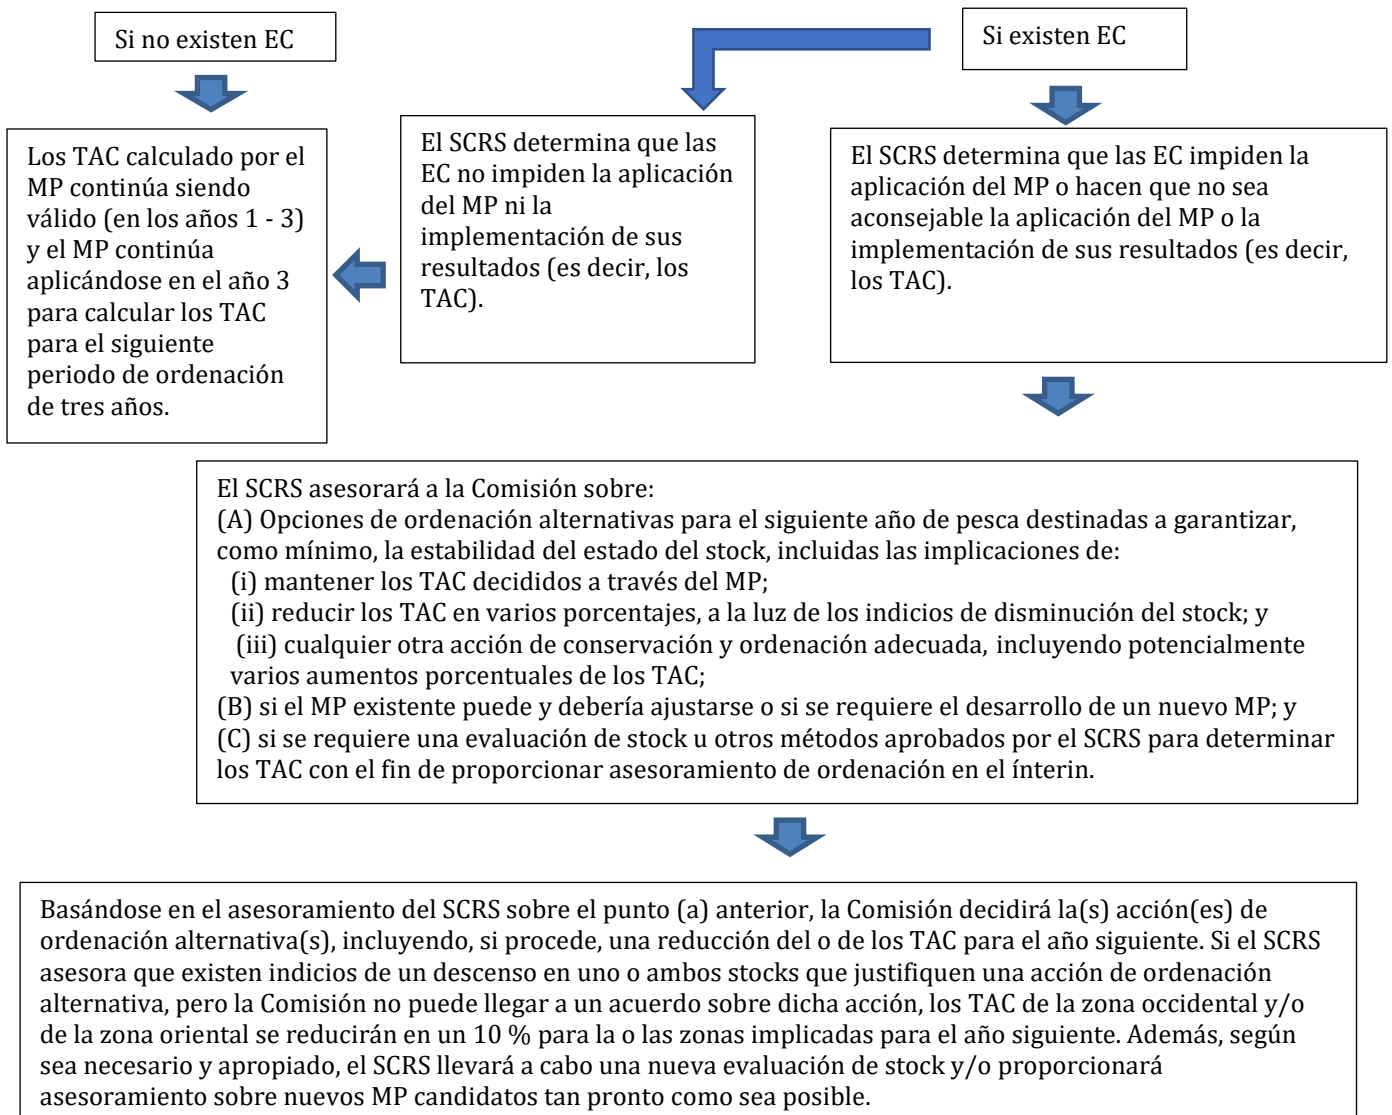 Si no existen EC
Si existen EC
Los TAC calculado por el
MP continúa siendo
válido (en los años 1 - 3)
y el MP continúa
aplicándose en el año 3
para calcular los TAC
para el siguiente
periodo de ordenación
de tres años.
El SCRS determina que las
EC no impiden la aplicación
del MP ni la
implementación de sus
resultados (es decir, los
TAC).
El SCRS determina que las EC impiden la
aplicación del MP o hacen que no sea
aconsejable la aplicación del MP o la
implementación de sus resultados (es decir,
los TAC).
El SCRS asesorará a la Comisión sobre:
(A) Opciones de ordenación alternativas para el siguiente año de pesca destinadas a garantizar,
como mínimo, la estabilidad del estado del stock, incluidas las implicaciones de:
(i) mantener los TAC decididos a través del MP;
(ii) reducir los TAC en varios porcentajes, a la luz de los indicios de disminución del stock; y
(iii) cualquier otra acción de conservación y ordenación adecuada, incluyendo potencialmente
varios aumentos porcentuales de los TAC;
(B) si el MP existente puede y debería ajustarse o si se requiere el desarrollo de un nuevo MP; y
(C) si se requiere una evaluación de stock u otros métodos aprobados por el SCRS para determinar
los TAC con el fin de proporcionar asesoramiento de ordenación en el ínterin.
Basándose en el asesoramiento del SCRS sobre el punto (a) anterior, la Comisión decidirá la(s) acción(es) de
ordenación alternativa(s), incluyendo, si procede, una reducción del o de los TAC para el año siguiente. Si el SCRS
asesora que existen indicios de un descenso en uno o ambos stocks que justifiquen una acción de ordenación
alternativa, pero la Comisión no puede llegar a un acuerdo sobre dicha acción, los TAC de la zona occidental y/o
de la zona oriental se reducirán en un 10 % para la o las zonas implicadas para el año siguiente. Además, según
sea necesario y apropiado, el SCRS llevará a cabo una nueva evaluación de stock y/o proporcionará
asesoramiento sobre nuevos MP candidatos tan pronto como sea posible.